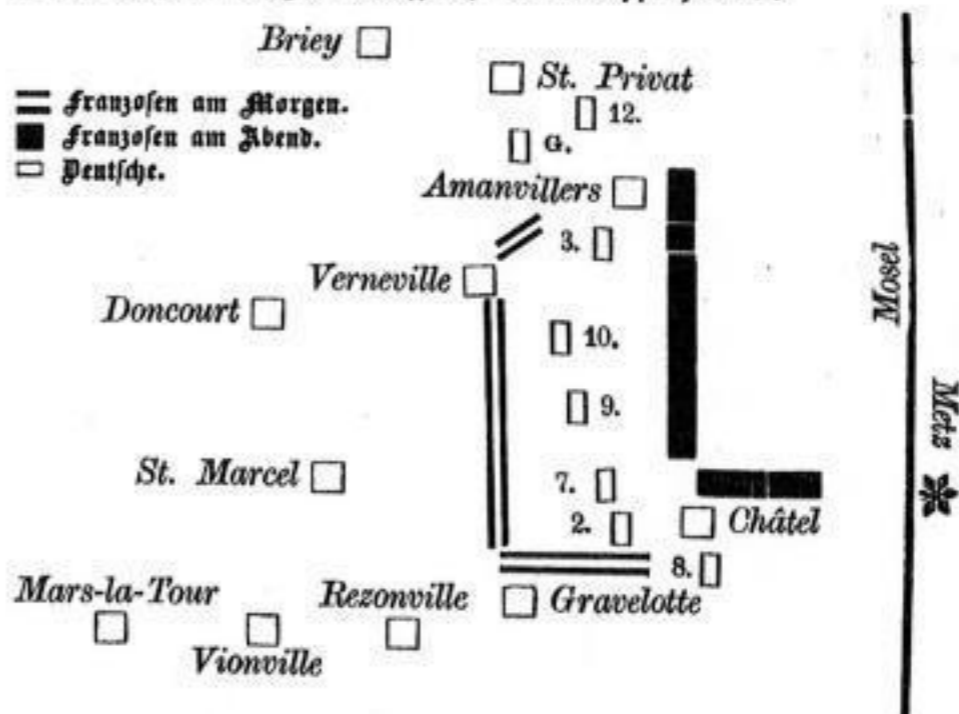 Briey
St. Privat
12.
Franzoſen am Morgen.
Franzoſen am Abend.
Deutſche.
G.
Amanvillers
3.
Verneville
Doncourt
Mosel
10.
9.
Metz
St. Marcel
7.
2.
Châtel
8.
Mars-la-Tour
Rezonville
Gravelotte
Vionville